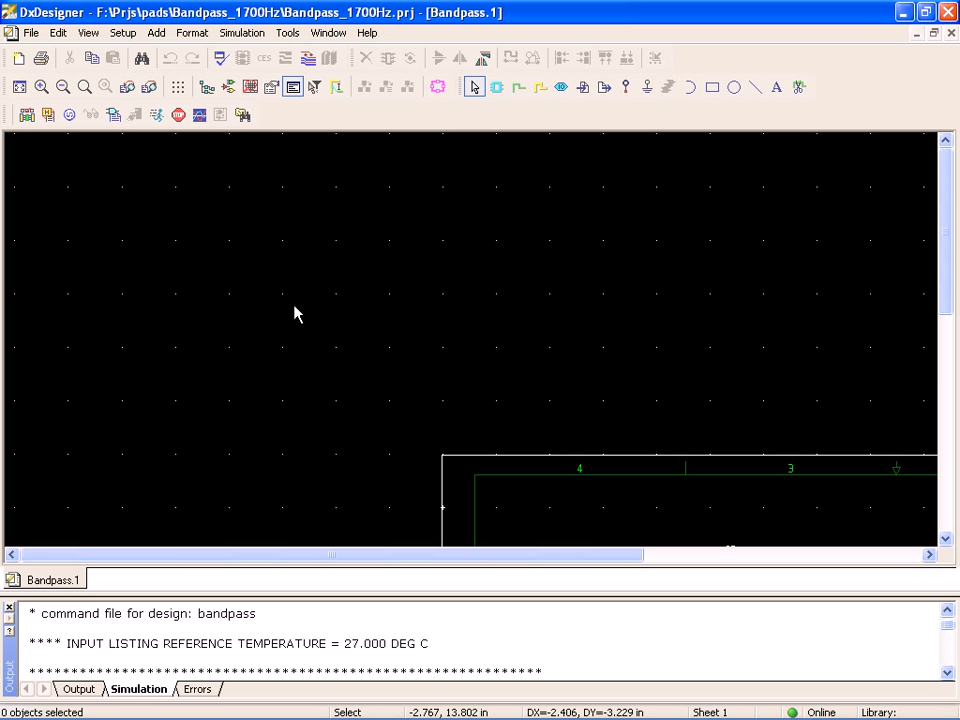 DxDesigner - F:\Prjs\pads\Bandpass_1700Hz\Bandpass_1700Hz.prj - [Bandpass.1]
File Edit View Setup Add Format Simulation Tools Window Help
CES
A
4 3
Bandpass.1
* command file for design: bandpass
**** INPUT LISTING REFERENCE TEMPERATURE = 27.000 DEG C
*************************************************************
Output
Output Simulation Errors
0 objects selected Select -2.767, 13.802 in DX=-2.406, DY=-3.229 in Sheet 1 Online Library: